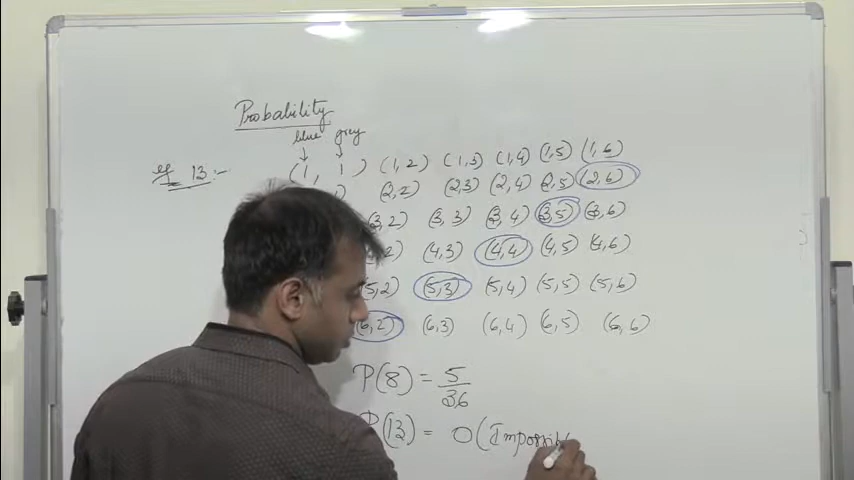 Probability
blue grey
eg 13:-
(1, 1) (1,2) (1,3) (1,4) (1,5) (1,6)
(2,2) (2,3) (2,4) (2,5) (2,6)
(3,2) (3,3) (3,4) (3,5) (3,6)
(4,3) (4,4) (4,5) (4,6)
(5,2) (5,3) (5,4) (5,5) (5,6)
(6,2) (6,3) (6,4) (6,5) (6,6)
P(8) = 5/36
P(13) = 0 (Impossib